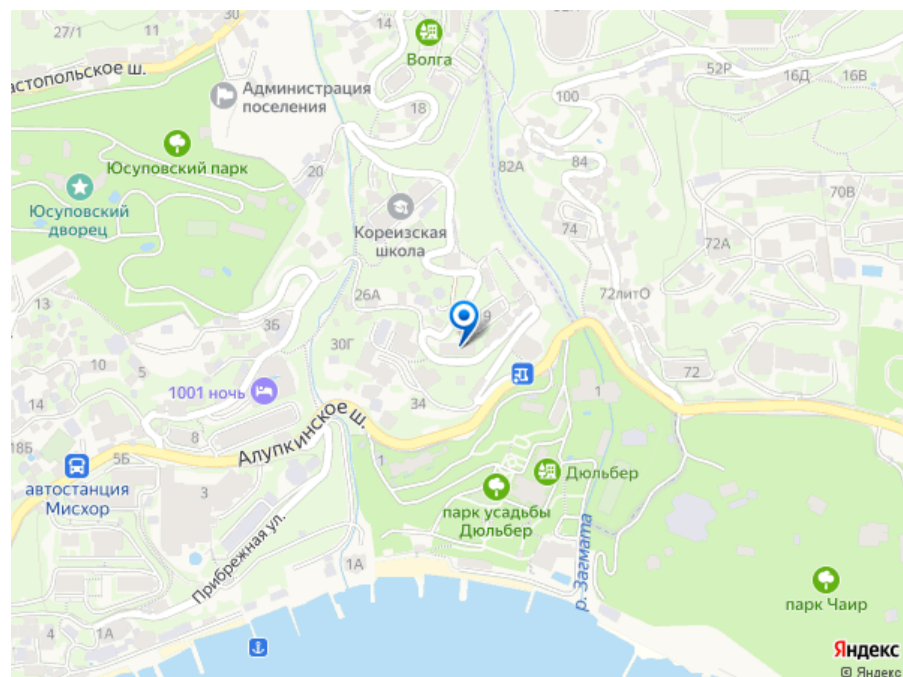 30
14
27/1
Волга
52Р
16Д
16В
астопольское ш.
Администрация
поселения
100
18
Юсуповский парк
20
82А
84
Юсуповский
дворец
Кореизская
школа
74
70В
72А
26А
72литО
13
9
3Б
30Г
10
5
72
1001 ночь
34
1
14
8
Алупкинское ш.
18Б
5Б
1
автостанция
Мисхор
3
Дюльбер
парк усадьбы
Дюльбер
Прибрежная ул.
р. Загмата
1А
парк Чаир
4
1А
Яндекс
© Яндекс